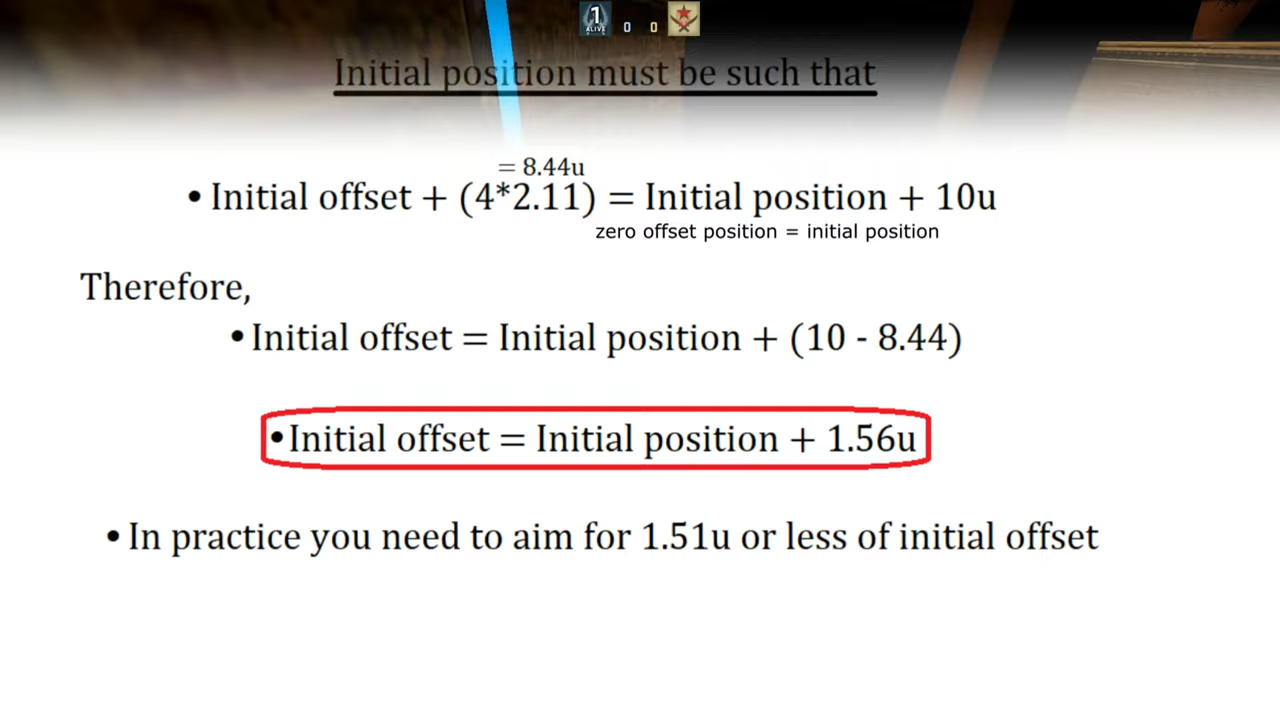 1
ALIVE
0 0
Initial position must be such that
= 8.44u
• Initial offset + (4*2.11) = Initial position + 10u
zero offset position = initial position
Therefore,
• Initial offset = Initial position + (10 - 8.44)
• Initial offset = Initial position + 1.56u
• In practice you need to aim for 1.51u or less of initial offset